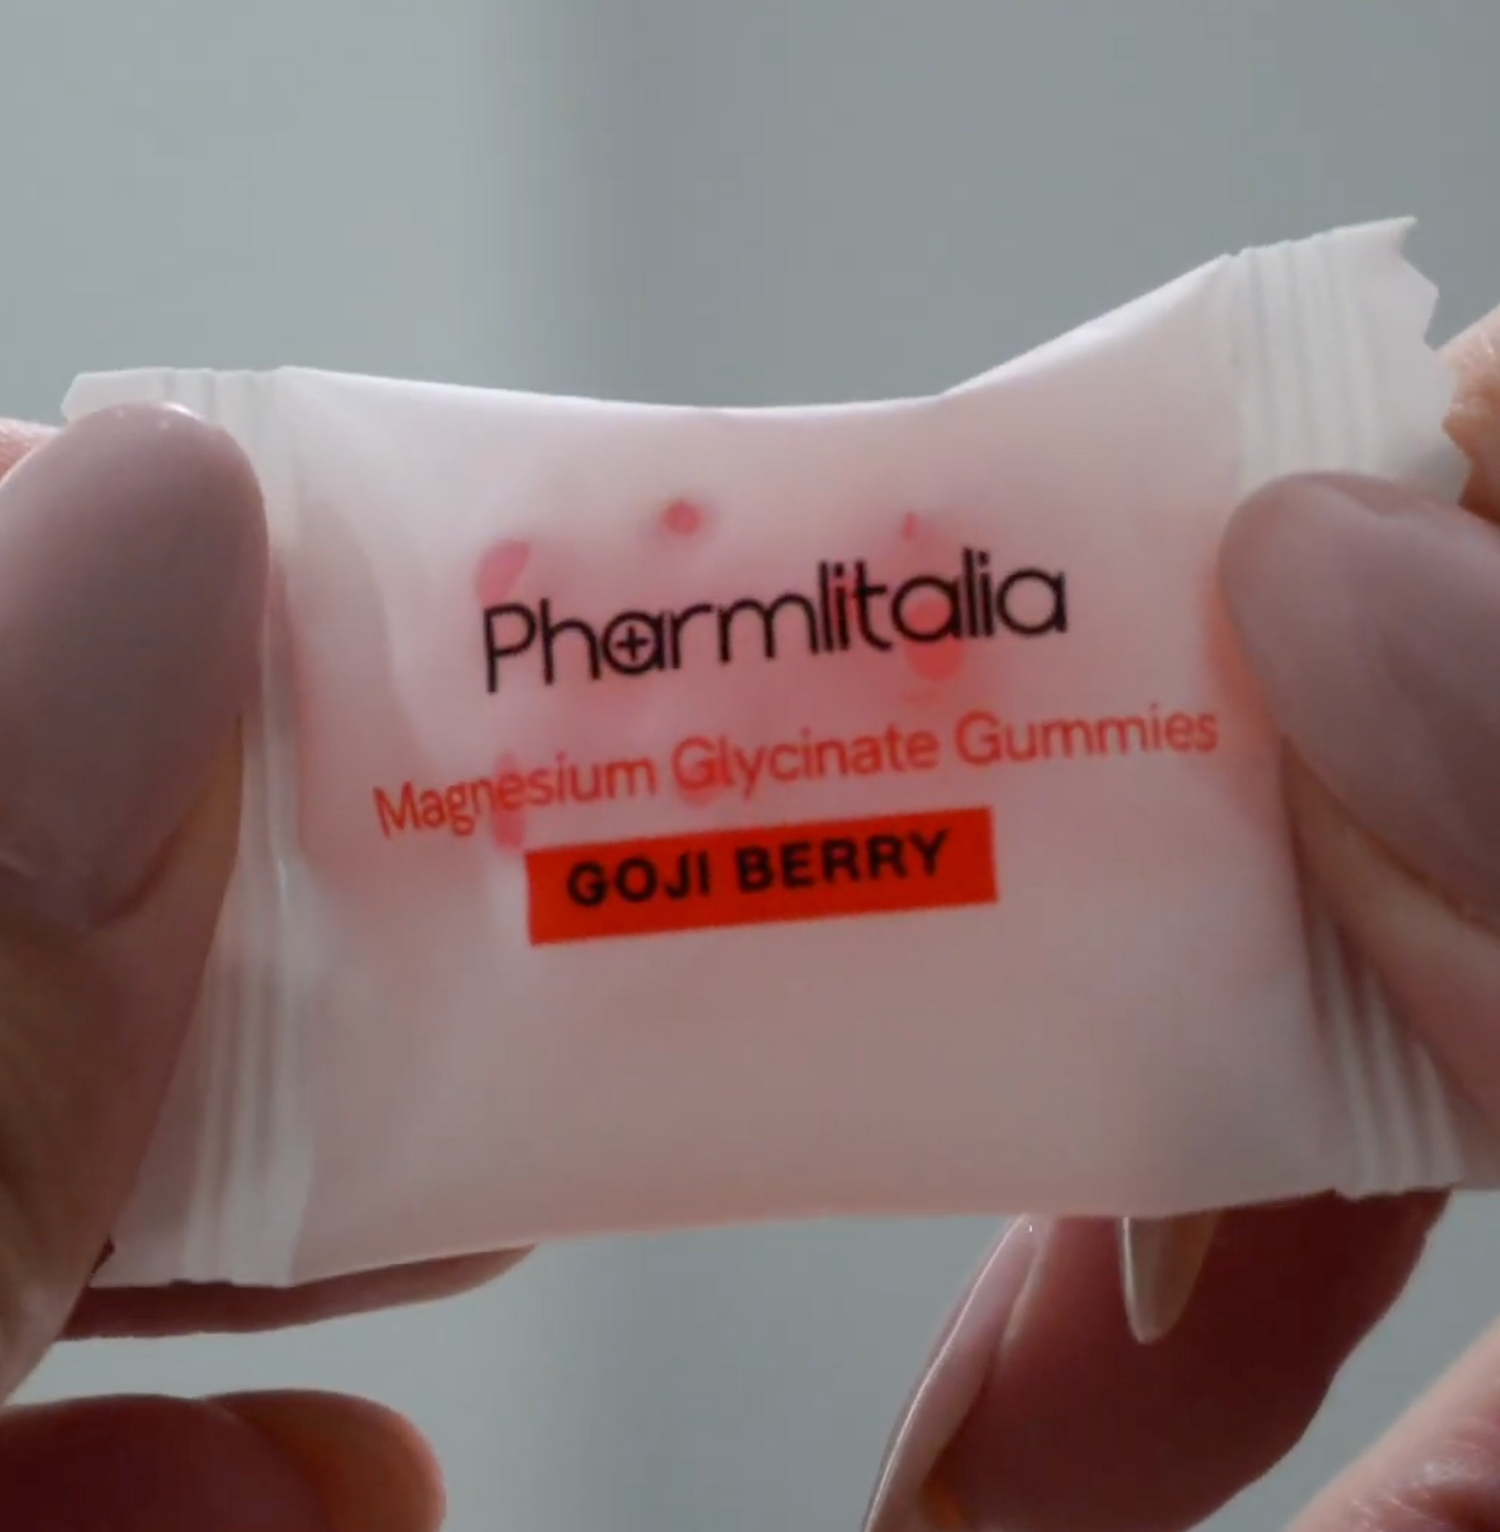 Pharmlitalia
Magnesium Glycinate Gummies
GOJI BERRY